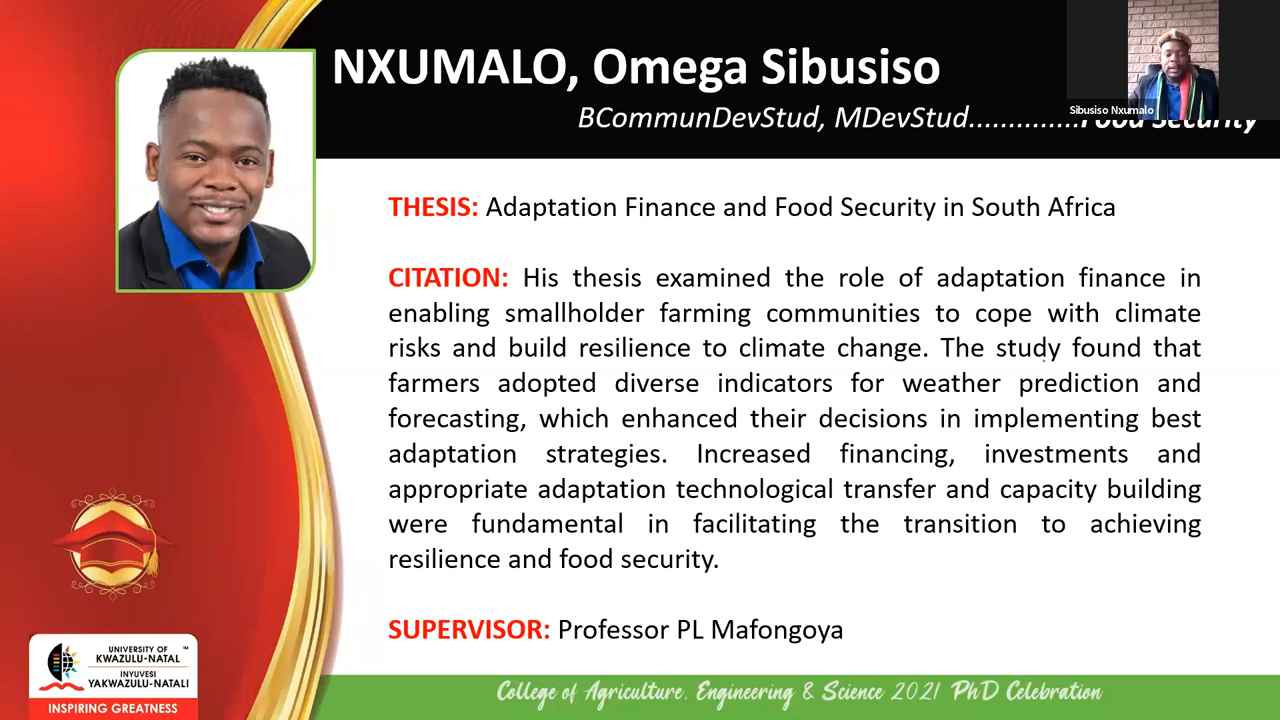 NXUMALO, Omega Sibusiso
BCommunDevStud, MDevStud..............Food Security
Sibusiso Nxumalo
THESIS: Adaptation Finance and Food Security in South Africa
CITATION: His thesis examined the role of adaptation finance in
enabling smallholder farming communities to cope with climate
risks and build resilience to climate change. The study found that
farmers adopted diverse indicators for weather prediction and
forecasting, which enhanced their decisions in implementing best
adaptation strategies. Increased financing, investments and
appropriate adaptation technological transfer and capacity building
were fundamental in facilitating the transition to achieving
resilience and food security.
SUPERVISOR: Professor PL Mafongoya
UNIVERSITY OF ™
KWAZULU-NATAL
INYUVESI
YAKWAZULU-NATALI
INSPIRING GREATNESS
College of Agriculture, Engineering & Science 2021 PhD Celebration